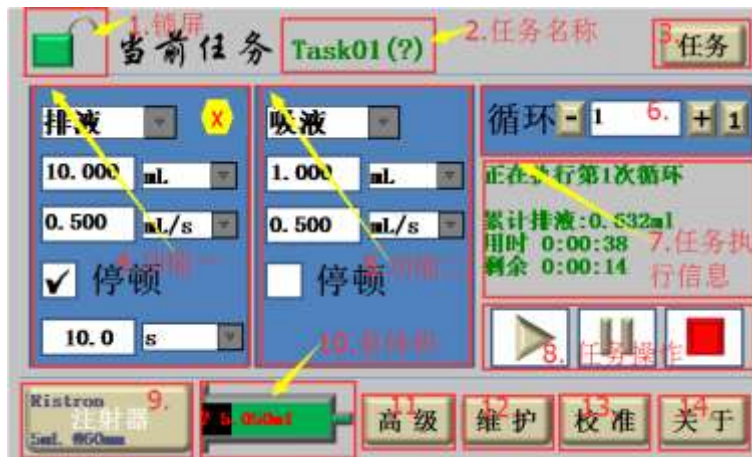 1.锁屏
当前任务
Task01(?)
2.任务名称
3.
任务
排液
X
吸液
循环
-
1
6.
+
1
10.000
mL
1.000
mL
正在执行第1次循环
0.500
mL/s
0.500
mL/s
累计排液:0.632ml
用时 0:00:38
剩余 0:00:14
7.任务执
行信息
停顿
停顿
10.0
s
10.
8. 任务操作
Ristron
注射器
5mL Ø60mm
9.
5.050ml
11
高级
12
维护
13
校准
14
关于